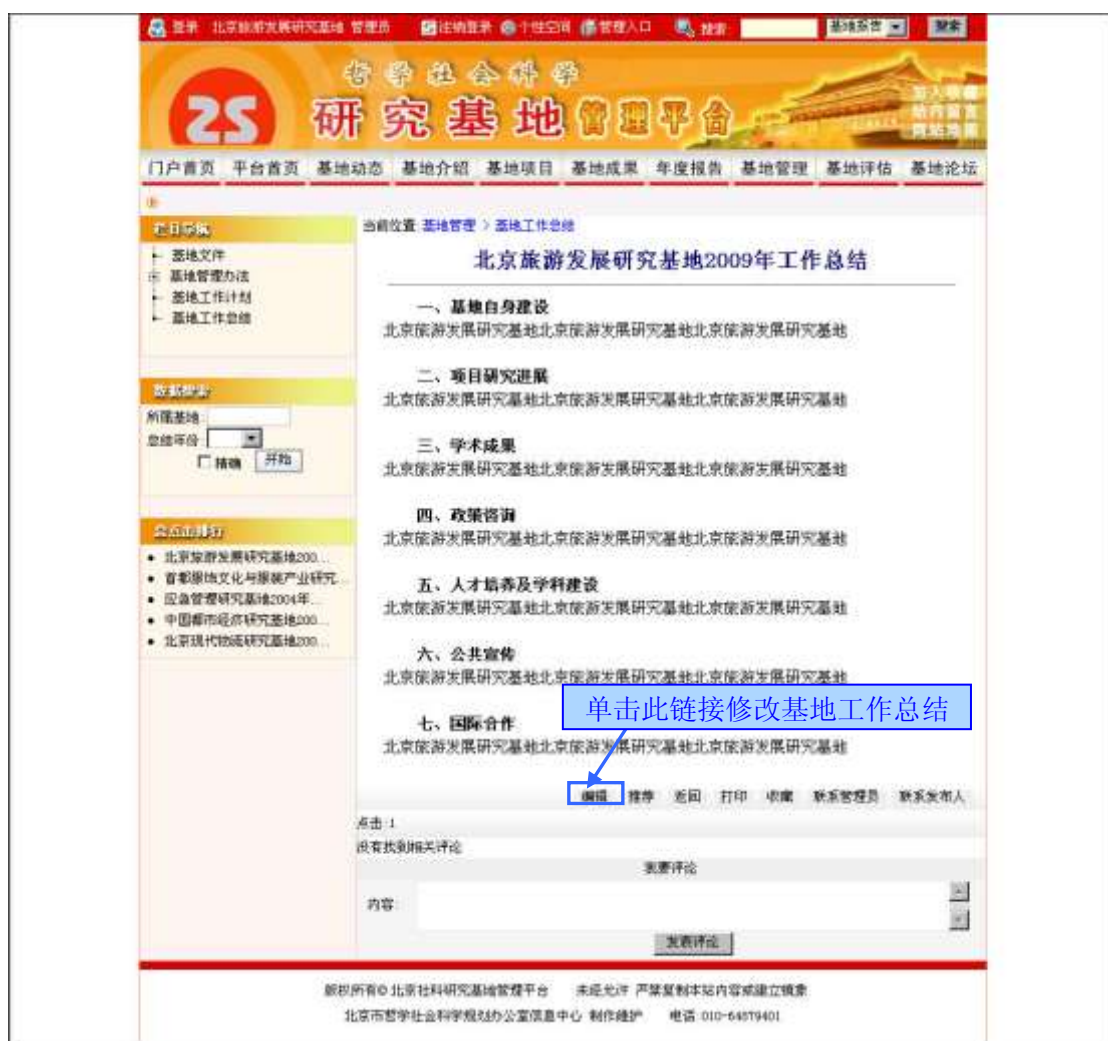 登录 北京旅游发展研究基地 管理员 注销登录 个性空间 管理入口 搜索 基地报告 搜索
哲学社会科学
研究基地管理平台
加入收藏
站内留言
网站地图
门户首页 平台首页 基地动态 基地介绍 基地项目 基地成果 年度报告 基地管理 基地评估 基地论坛
栏目导航
基地文件
基地管理办法
基地工作计划
基地工作总结
数据搜索
所属基地
总结年份
精确 开始
总点击排行
北京旅游发展研究基地200...
首都服饰文化与服装产业研究...
应急管理研究基地2004年...
中国都市经济研究基地200...
北京现代物流研究基地200...
当前位置 基地管理 > 基地工作总结
北京旅游发展研究基地2009年工作总结
一、基地自身建设
北京旅游发展研究基地北京旅游发展研究基地北京旅游发展研究基地
二、项目研究进展
北京旅游发展研究基地北京旅游发展研究基地北京旅游发展研究基地
三、学术成果
北京旅游发展研究基地北京旅游发展研究基地北京旅游发展研究基地
四、政策咨询
北京旅游发展研究基地北京旅游发展研究基地北京旅游发展研究基地
五、人才培养及学科建设
北京旅游发展研究基地北京旅游发展研究基地北京旅游发展研究基地
六、公共宣传
北京旅游发展研究基地北京旅游发展研究基地北京旅游发展研究基地
单击此链接修改基地工作总结
七、国际合作
北京旅游发展研究基地北京旅游发展研究基地北京旅游发展研究基地
编辑 推荐 返回 打印 收藏 联系管理员 联系发布人
点击:1
没有找到相关评论
我要评论
内容
发表评论
版权所有© 北京社科研究基地管理平台 未经允许 严禁复制本站内容或建立镜象
北京市哲学社会科学规划办公室信息中心 制作维护 电话 010-64879401